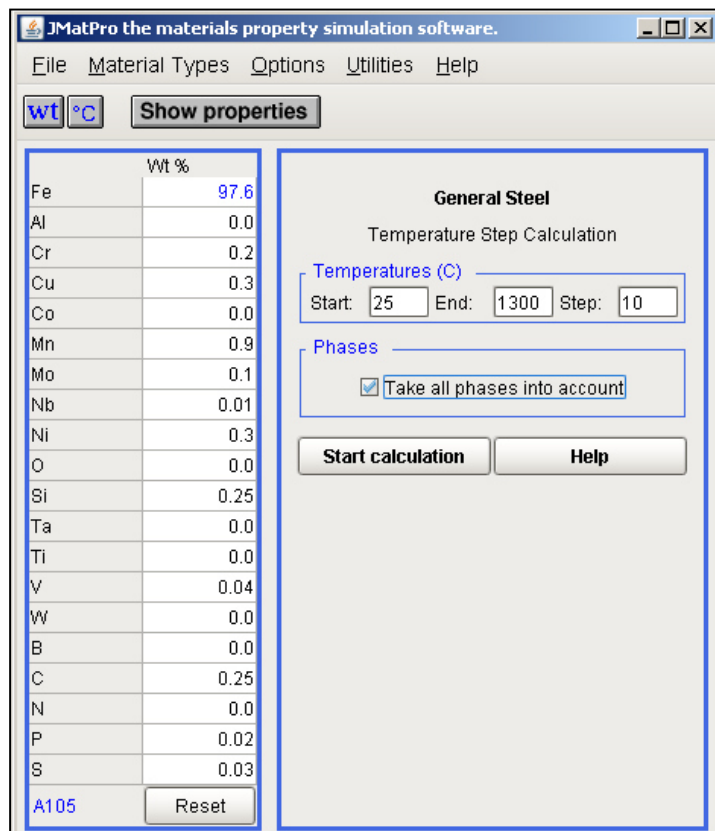 JMatPro the materials property simulation software.
File Material Types Options Utilities Help
wt °C Show properties
Wt %
Fe 97.6
Al 0.0
Cr 0.2
Cu 0.3
Co 0.0
Mn 0.9
Mo 0.1
Nb 0.01
Ni 0.3
O 0.0
Si 0.25
Ta 0.0
Ti 0.0
V 0.04
W 0.0
B 0.0
C 0.25
N 0.0
P 0.02
S 0.03
A105 Reset
General Steel
Temperature Step Calculation
Temperatures (C)
Start: 25 End: 1300 Step: 10
Phases
Take all phases into account
Start calculation Help